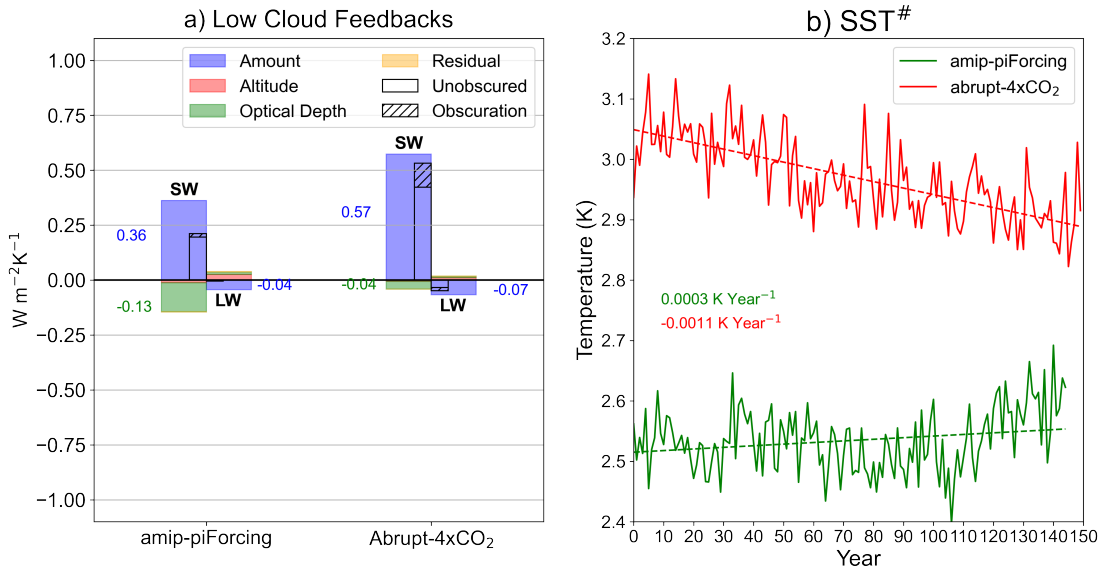 a) Low Cloud Feedbacks
W m−2K−1
1.00
0.75
0.50
0.25
0.00
−0.25
−0.50
−0.75
−1.00
Amount
Altitude
Optical Depth
Residual
Unobscured
Obscuration
SW
0.36
-0.13
-0.04
LW
SW
0.57
-0.04
-0.07
LW
amip-piForcing
Abrupt-4xCO2
b) SST#
Temperature (K)
3.2
3.1
3.0
2.9
2.8
2.7
2.6
2.5
2.4
amip-piForcing
abrupt-4xCO2
0.0003 K Year−1
-0.0011 K Year−1
0 10 20 30 40 50 60 70 80 90 100 110 120 130 140 150
Year